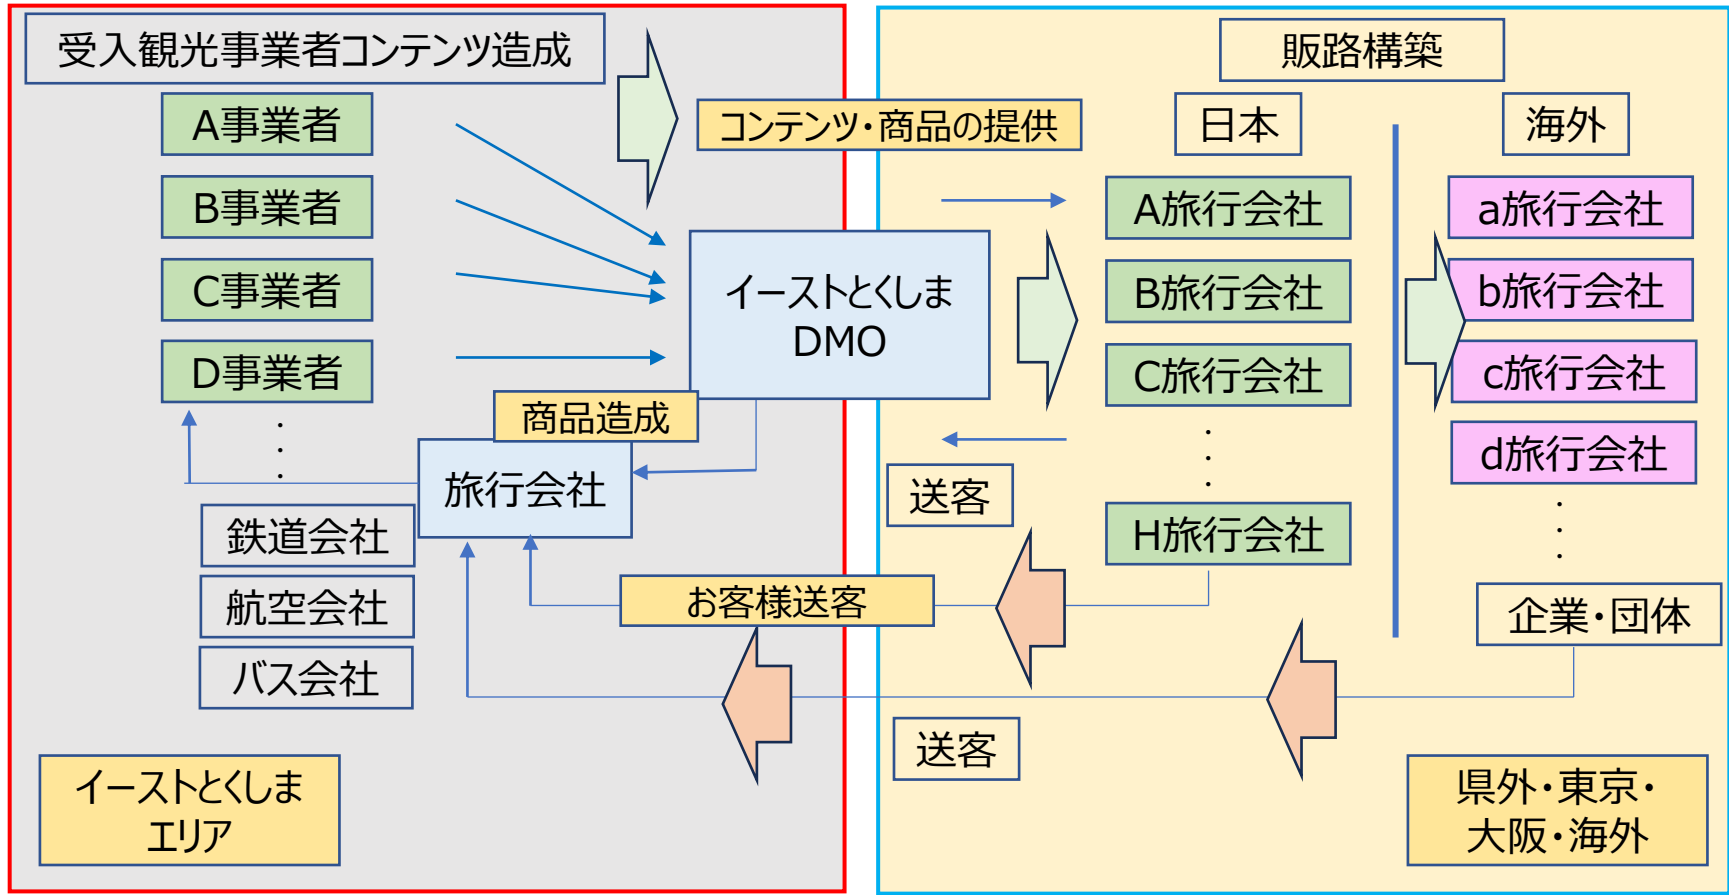 受入観光事業者コンテンツ造成
A事業者
B事業者
C事業者
D事業者
・
・
・
コンテンツ・商品の提供
イーストとくしま
DMO
商品造成
旅行会社
鉄道会社
航空会社
バス会社
お客様送客
イーストとくしま
エリア
販路構築
日本
海外
A旅行会社
B旅行会社
C旅行会社
・
・
・
H旅行会社
a旅行会社
b旅行会社
c旅行会社
d旅行会社
・
・
・
企業・団体
送客
送客
県外・東京・
大阪・海外